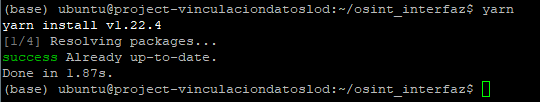 (base) ubuntu@project-vinculaciondatoslod:~/osint_interfaz$ yarn
yarn install v1.22.4
[1/4] Resolving packages...
success Already up-to-date.
Done in 1.87s.
(base) ubuntu@project-vinculaciondatoslod:~/osint_interfaz$